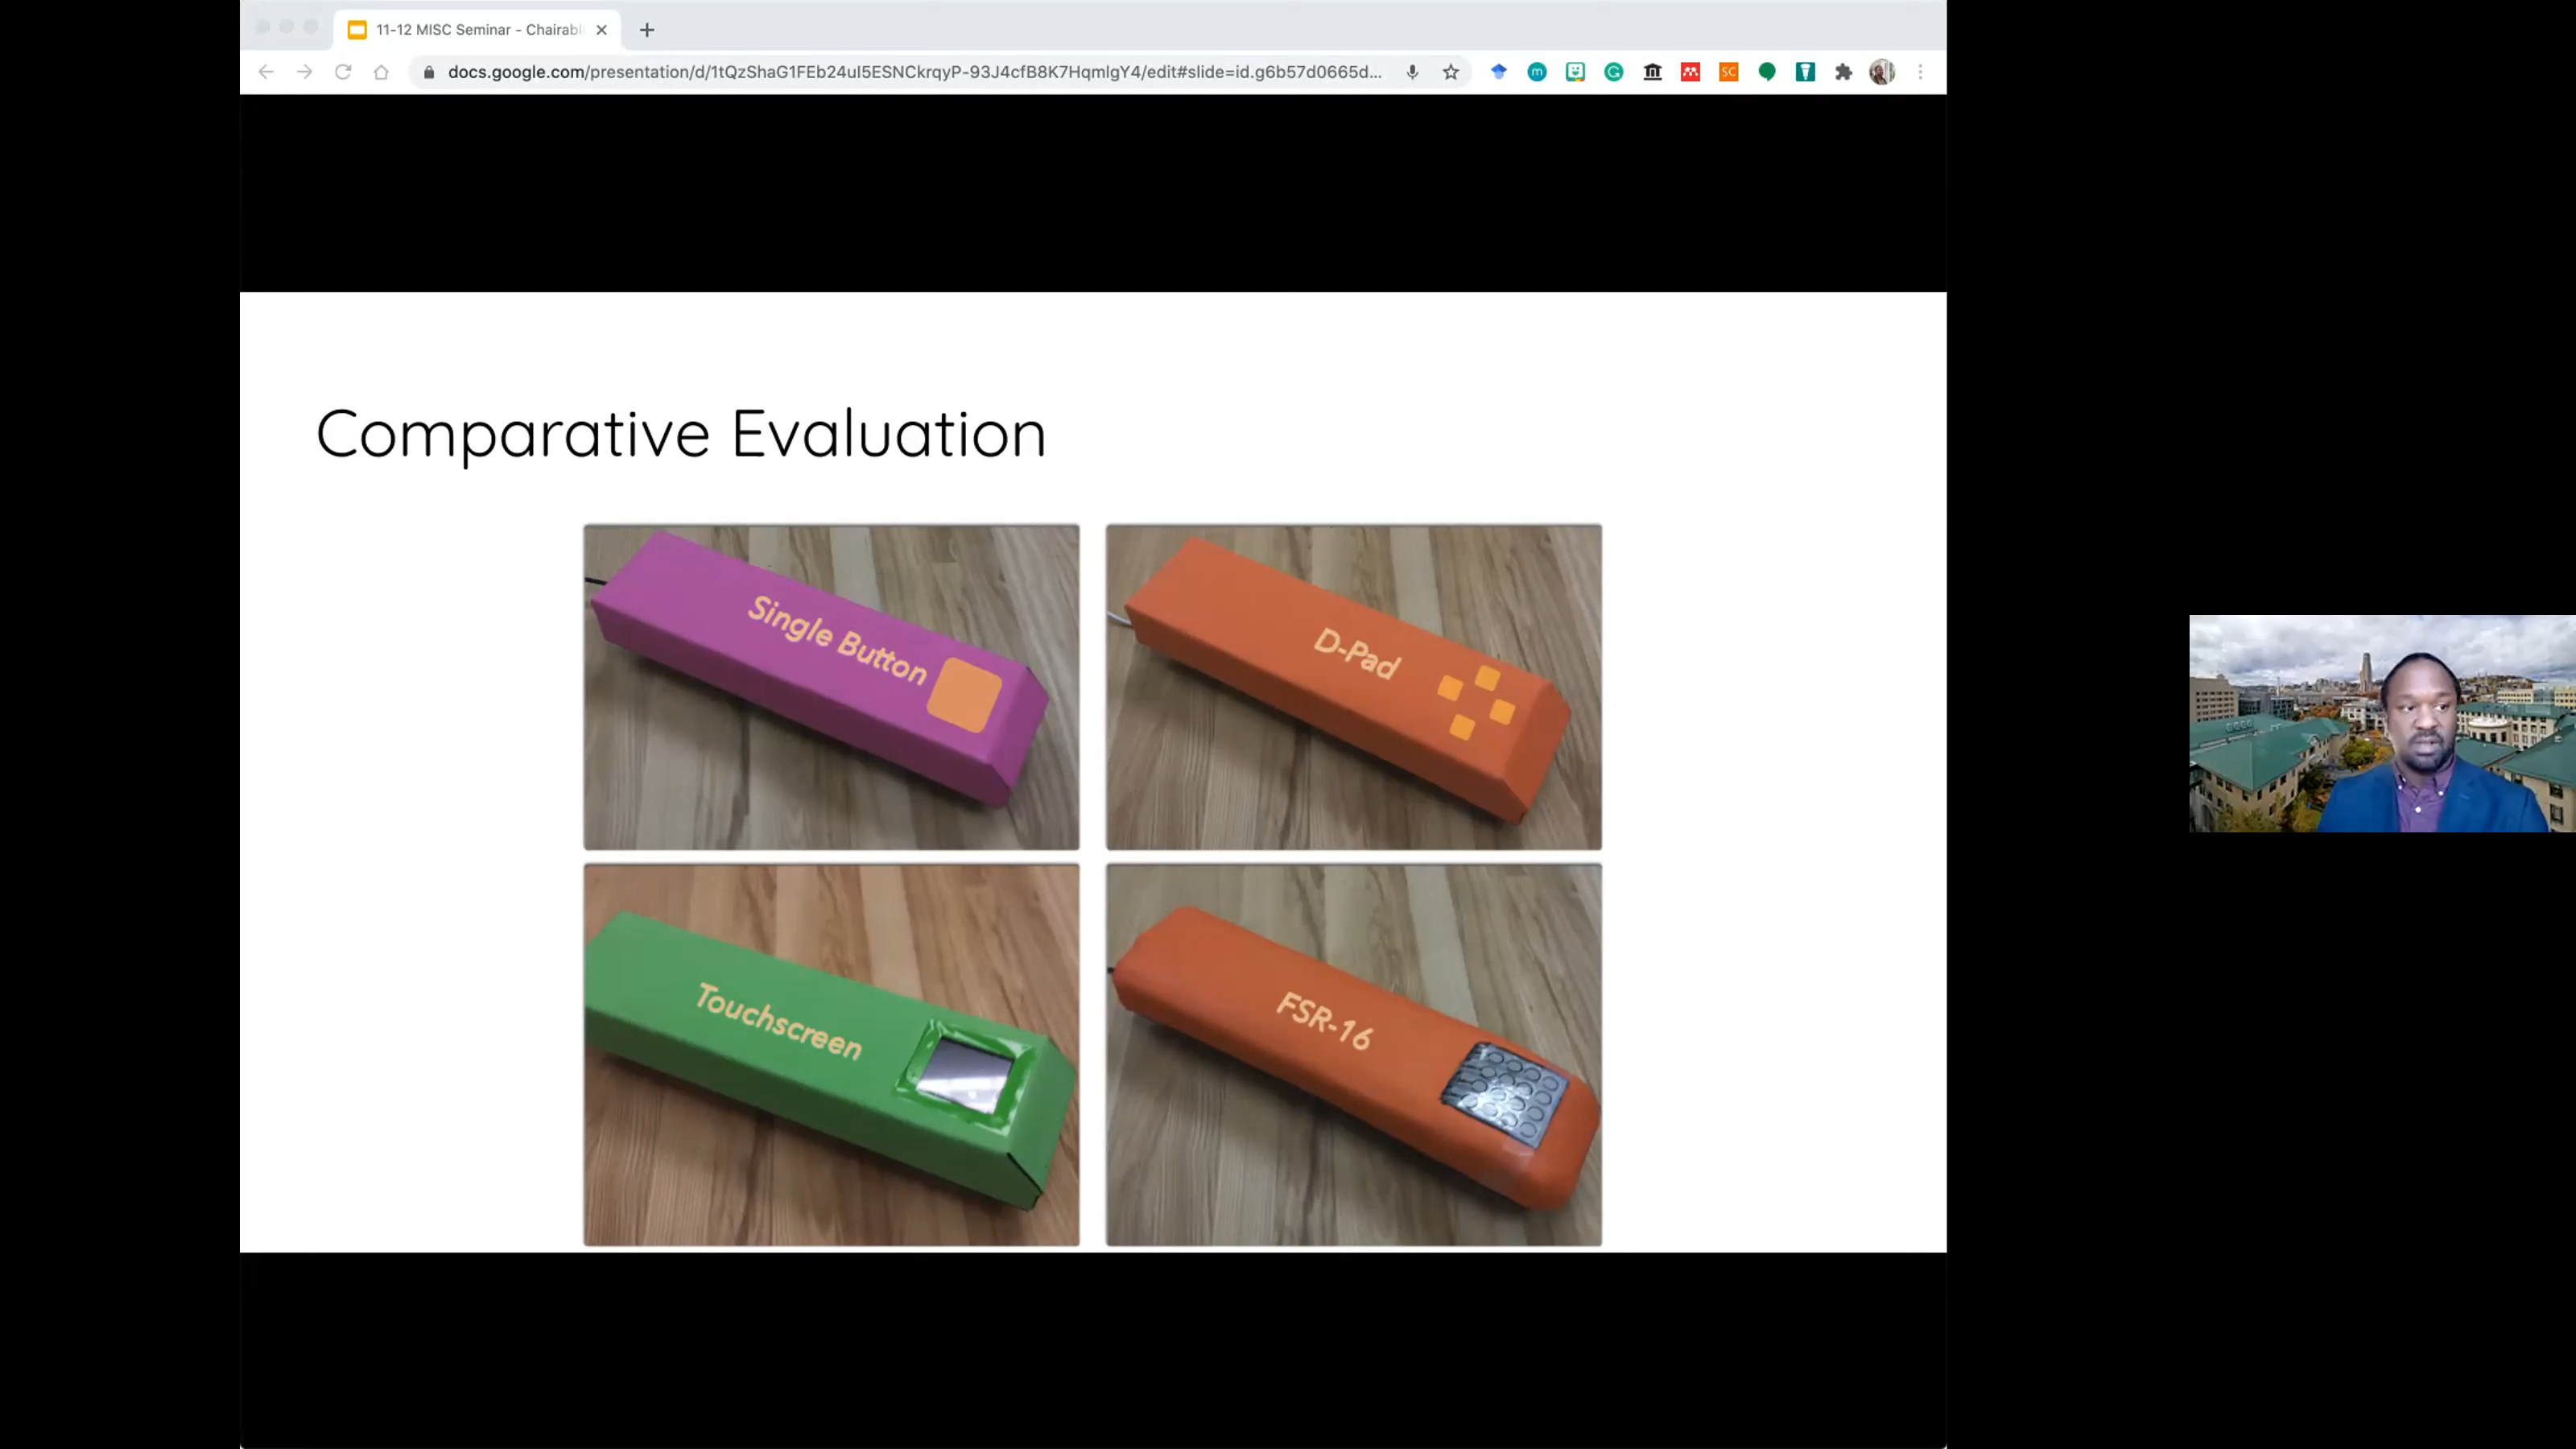 11-12 MISC Seminar - Chairabl
docs.google.com/presentation/d/1tQzShaG1FEb24uI5ESNCkrqyP-93J4cfB8K7HqmlgY4/edit#slide=id.g6b57d0665d...
Comparative Evaluation
Single Button
D-Pad
Touchscreen
FSR-16